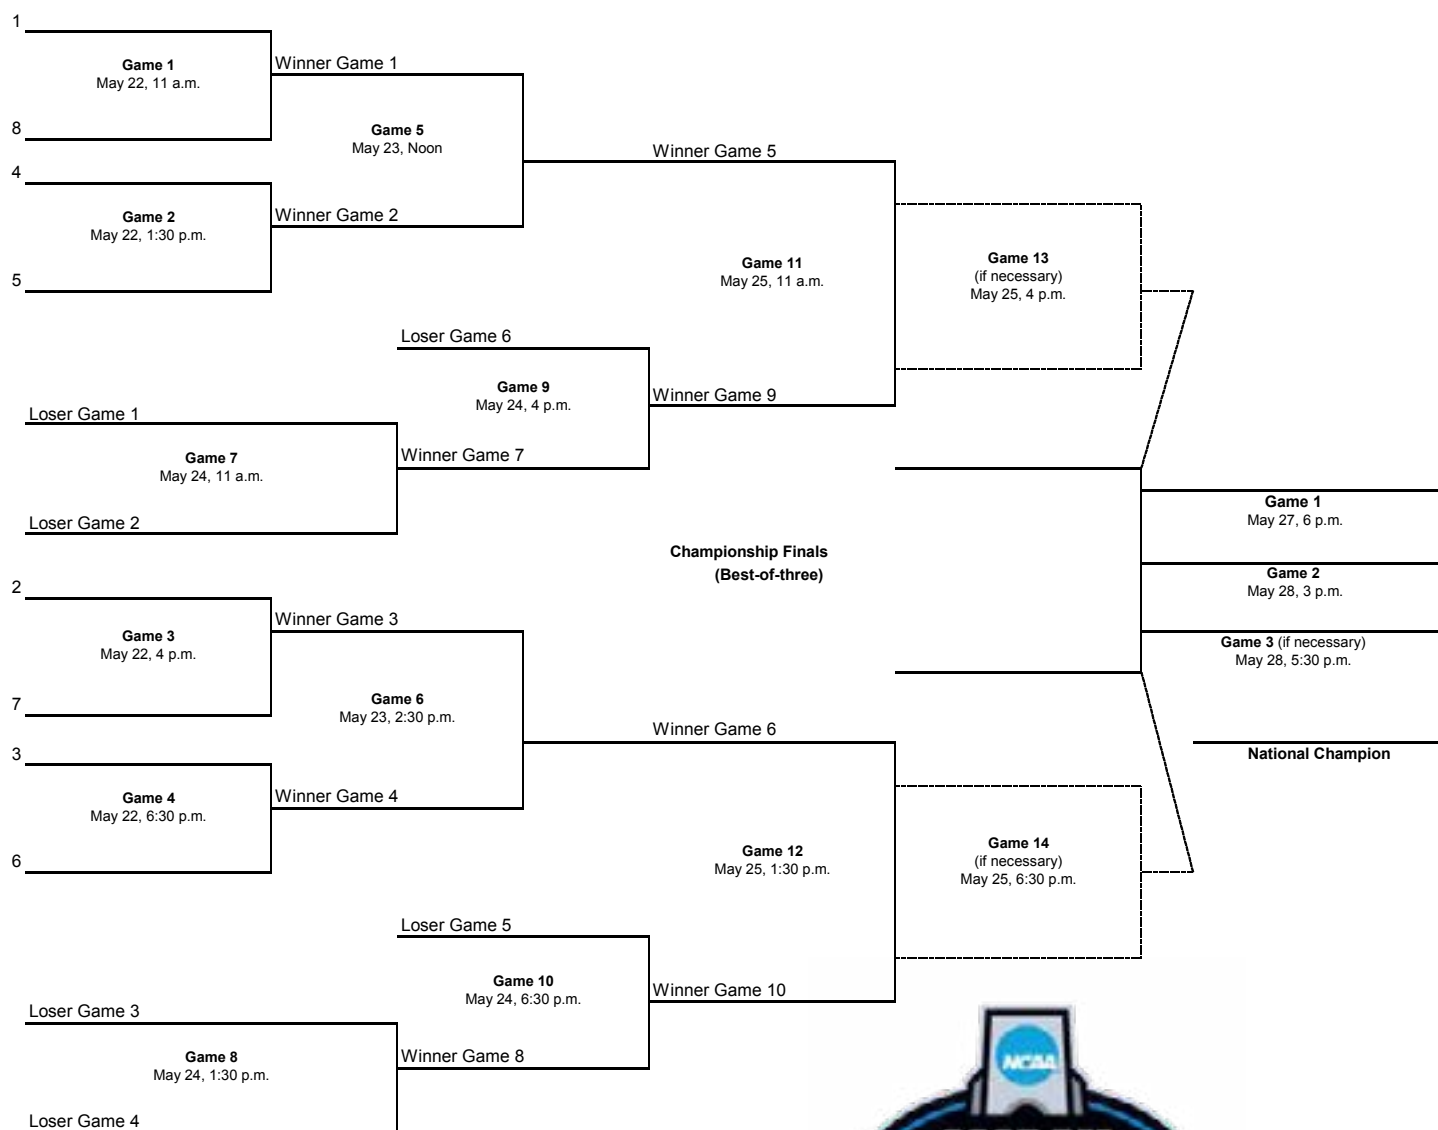 1
Game 1
May 22, 11 a.m.
8
Winner Game 1
Game 5
May 23, Noon
4
Game 2
May 22, 1:30 p.m.
5
Winner Game 2
Winner Game 5
Game 11
May 25, 11 a.m.
Game 13
(if necessary)
May 25, 4 p.m.
Loser Game 6
Game 9
May 24, 4 p.m.
Winner Game 9
Loser Game 1
Game 7
May 24, 11 a.m.
Winner Game 7
Loser Game 2
Championship Finals
(Best-of-three)
Game 1
May 27, 6 p.m.
Game 2
May 28, 3 p.m.
Game 3 (if necessary)
May 28, 5:30 p.m.
National Champion
2
Game 3
May 22, 4 p.m.
7
Winner Game 3
Game 6
May 23, 2:30 p.m.
3
Game 4
May 22, 6:30 p.m.
6
Winner Game 4
Winner Game 6
Game 12
May 25, 1:30 p.m.
Game 14
(if necessary)
May 25, 6:30 p.m.
Loser Game 5
Game 10
May 24, 6:30 p.m.
Winner Game 10
Loser Game 3
Game 8
May 24, 1:30 p.m.
Winner Game 8
Loser Game 4
NCAA